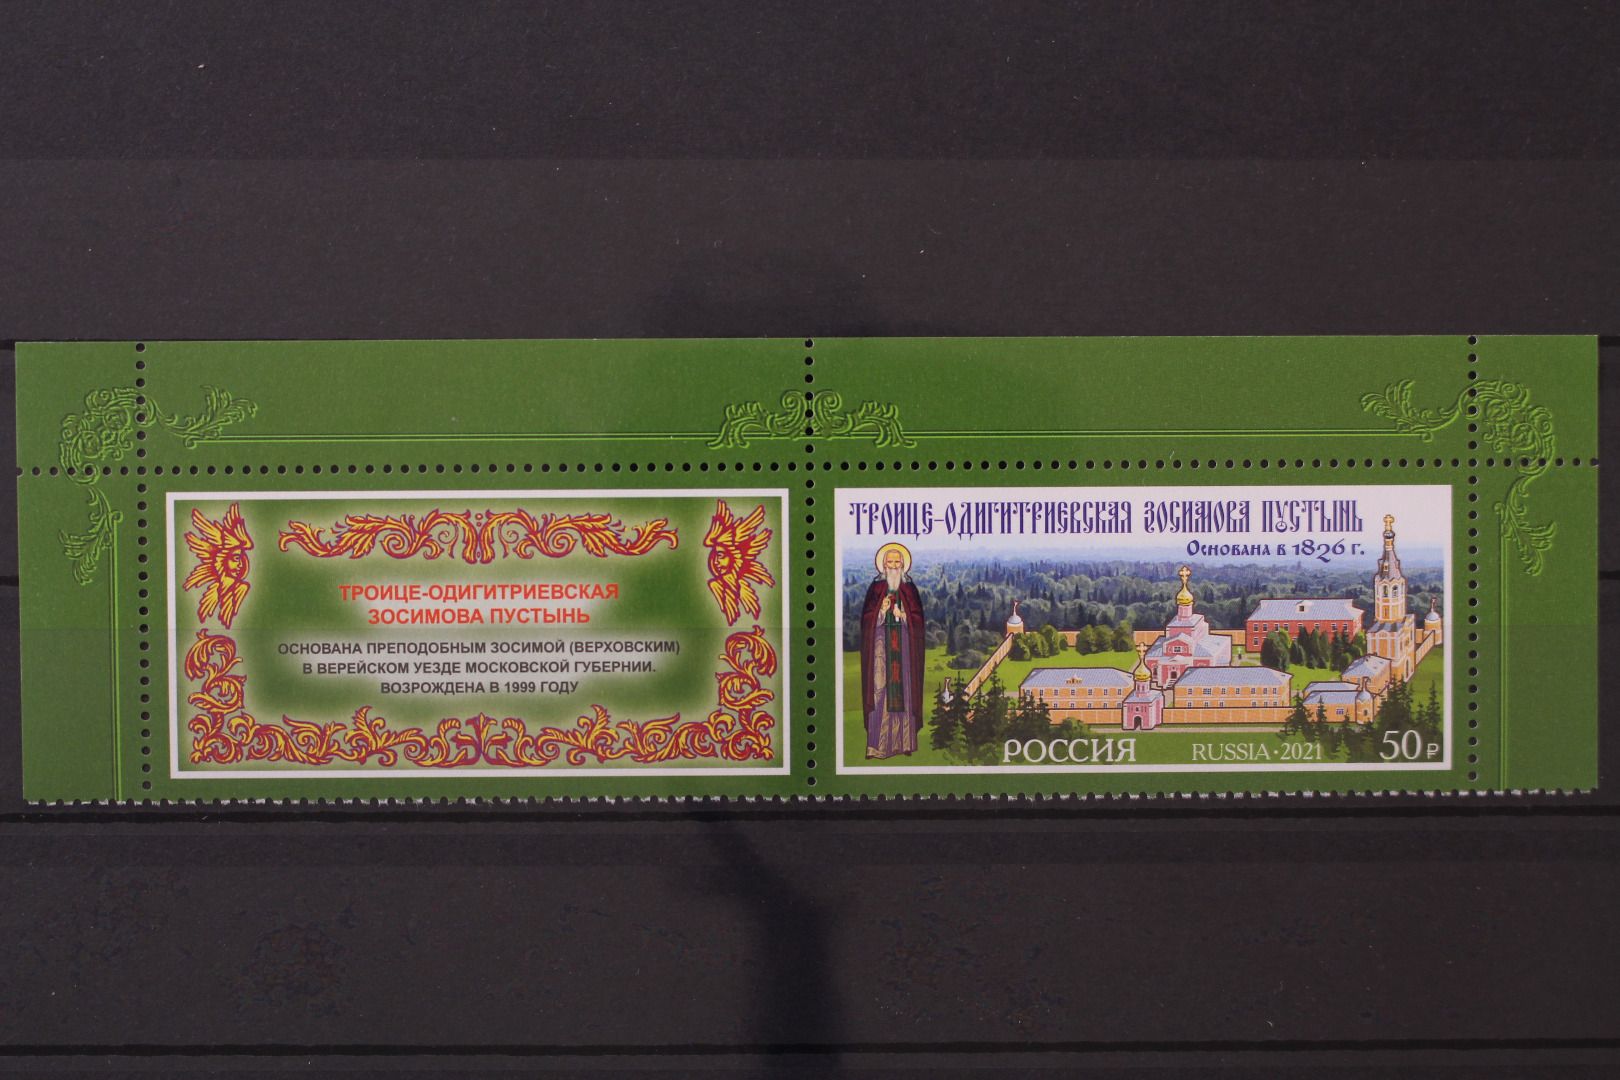 ТРОИЦЕ-ОДИГИТРИЕВСКАЯ
ЗОСИМОВА ПУСТЫНЬ
ОСНОВАНА ПРЕПОДОБНЫМ ЗОСИМОЙ (ВЕРХОВСКИМ)
В ВЕРЕЙСКОМ УЕЗДЕ МОСКОВСКОЙ ГУБЕРНИИ.
ВОЗРОЖДЕНА В 1999 ГОДУ
ТРОИЦЕ-ОДИГИТРИЕВСКАЯ ЗОСИМОВА ПУСТЫНЬ
ОСНОВАНА В 1826 Г.
РОССИЯ RUSSIA • 2021 50 ₽